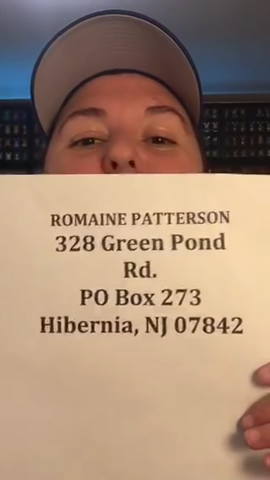 ROMAINE PATTERSON
328 Green Pond
Rd.
PO Box 273
Hibernia, NJ 07842